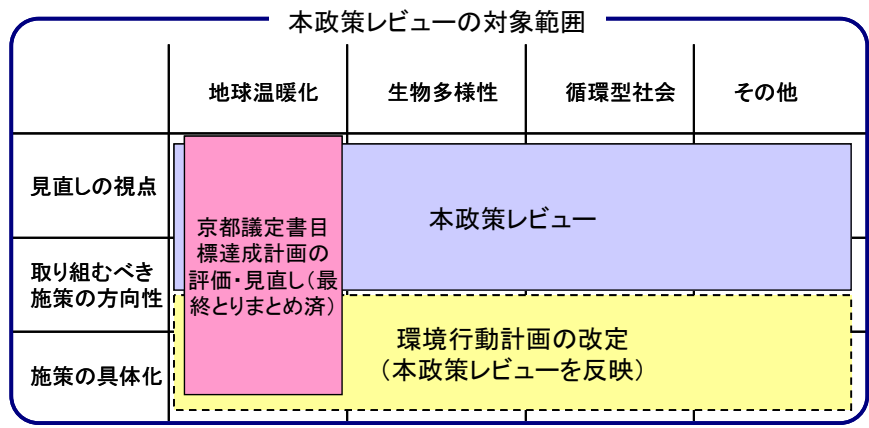 本政策レビューの対象範囲
地球温暖化
生物多様性
循環型社会
その他
見直しの視点
取り組むべき
施策の方向性
施策の具体化
京都議定書目
標達成計画の
評価・見直し(最
終とりまとめ済)
本政策レビュー
環境行動計画の改定
(本政策レビューを反映)